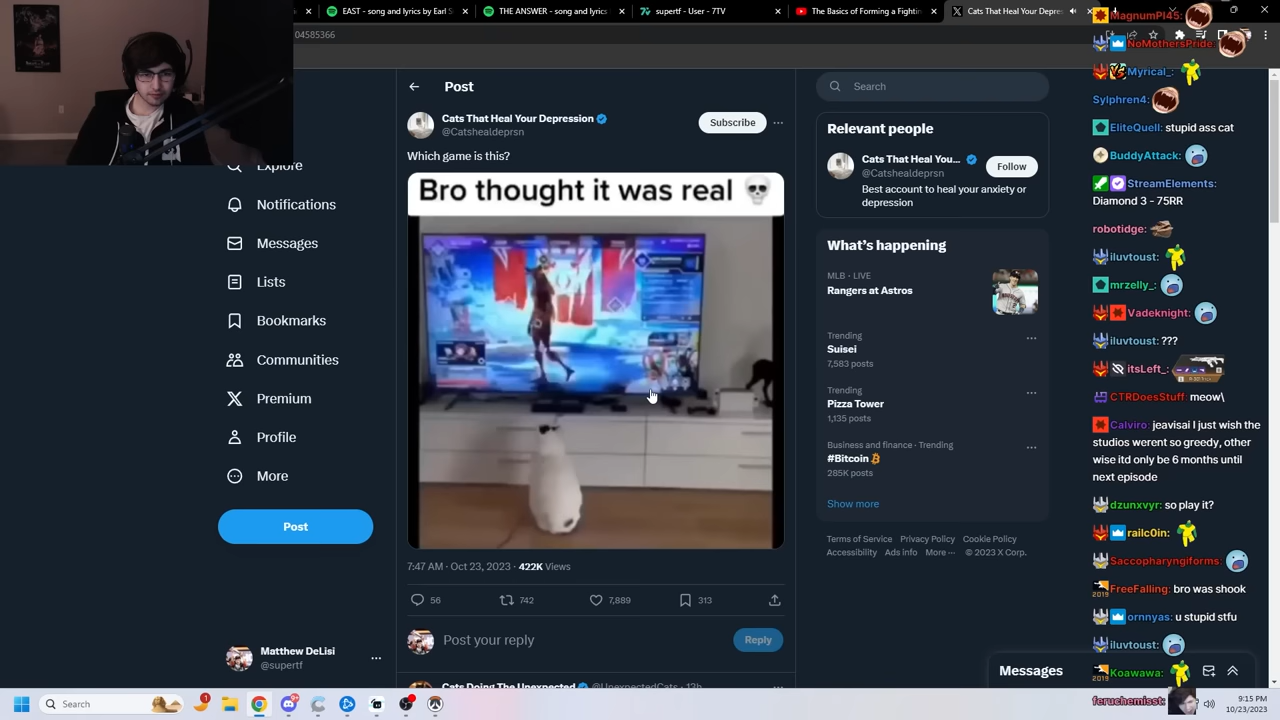 EAST - song and lyrics by Earl S
THE ANSWER - song and lyrics
supertf - User - 7TV
The Basics of Forming a Fightin
Cats That Heal Your Depres
04585366
Explore
Notifications
Messages
Lists
Bookmarks
Communities
Premium
Profile
More
Post
Matthew DeLisi
@supertf
Post
Cats That Heal Your Depression
@Catshealdeprsn
Subscribe
Which game is this?
Bro thought it was real 💀
7:47 AM · Oct 23, 2023 · 422K Views
56
742
7,889
313
Post your reply
Reply
Cats Doing The Unexpected @UnexpectedCats · 13h
Search
Relevant people
Cats That Heal You...
@Catshealdeprsn
Follow
Best account to heal your anxiety or
depression
What's happening
MLB · LIVE
Rangers at Astros
Trending
Suisei
7,583 posts
Trending
Pizza Tower
1,135 posts
Business and finance · Trending
#Bitcoin
285K posts
Show more
Terms of Service Privacy Policy Cookie Policy
Accessibility Ads info More ··· © 2023 X Corp.
Messages
MagnumPI45:
NoMothersPride:
Myrical_:
Sylphren4:
EliteQuell: stupid ass cat
BuddyAttack:
StreamElements:
Diamond 3 - 75RR
robotidge:
iluvtoust:
mrzelly_:
Vadeknight:
iluvtoust: ???
itsLeft_:
CTRDoesStuff: meow\
Calviro: jeavisai I just wish the
studios werent so greedy, other
wise itd only be 6 months until
next episode
dzunxvyr: so play it?
railc0in:
Saccopharyngiforms:
FreeFalling: bro was shook
ornnyas: u stupid stfu
iluvtoust:
Koawawa:
feruchemisst:
Search
1
9:15 PM
10/23/2023